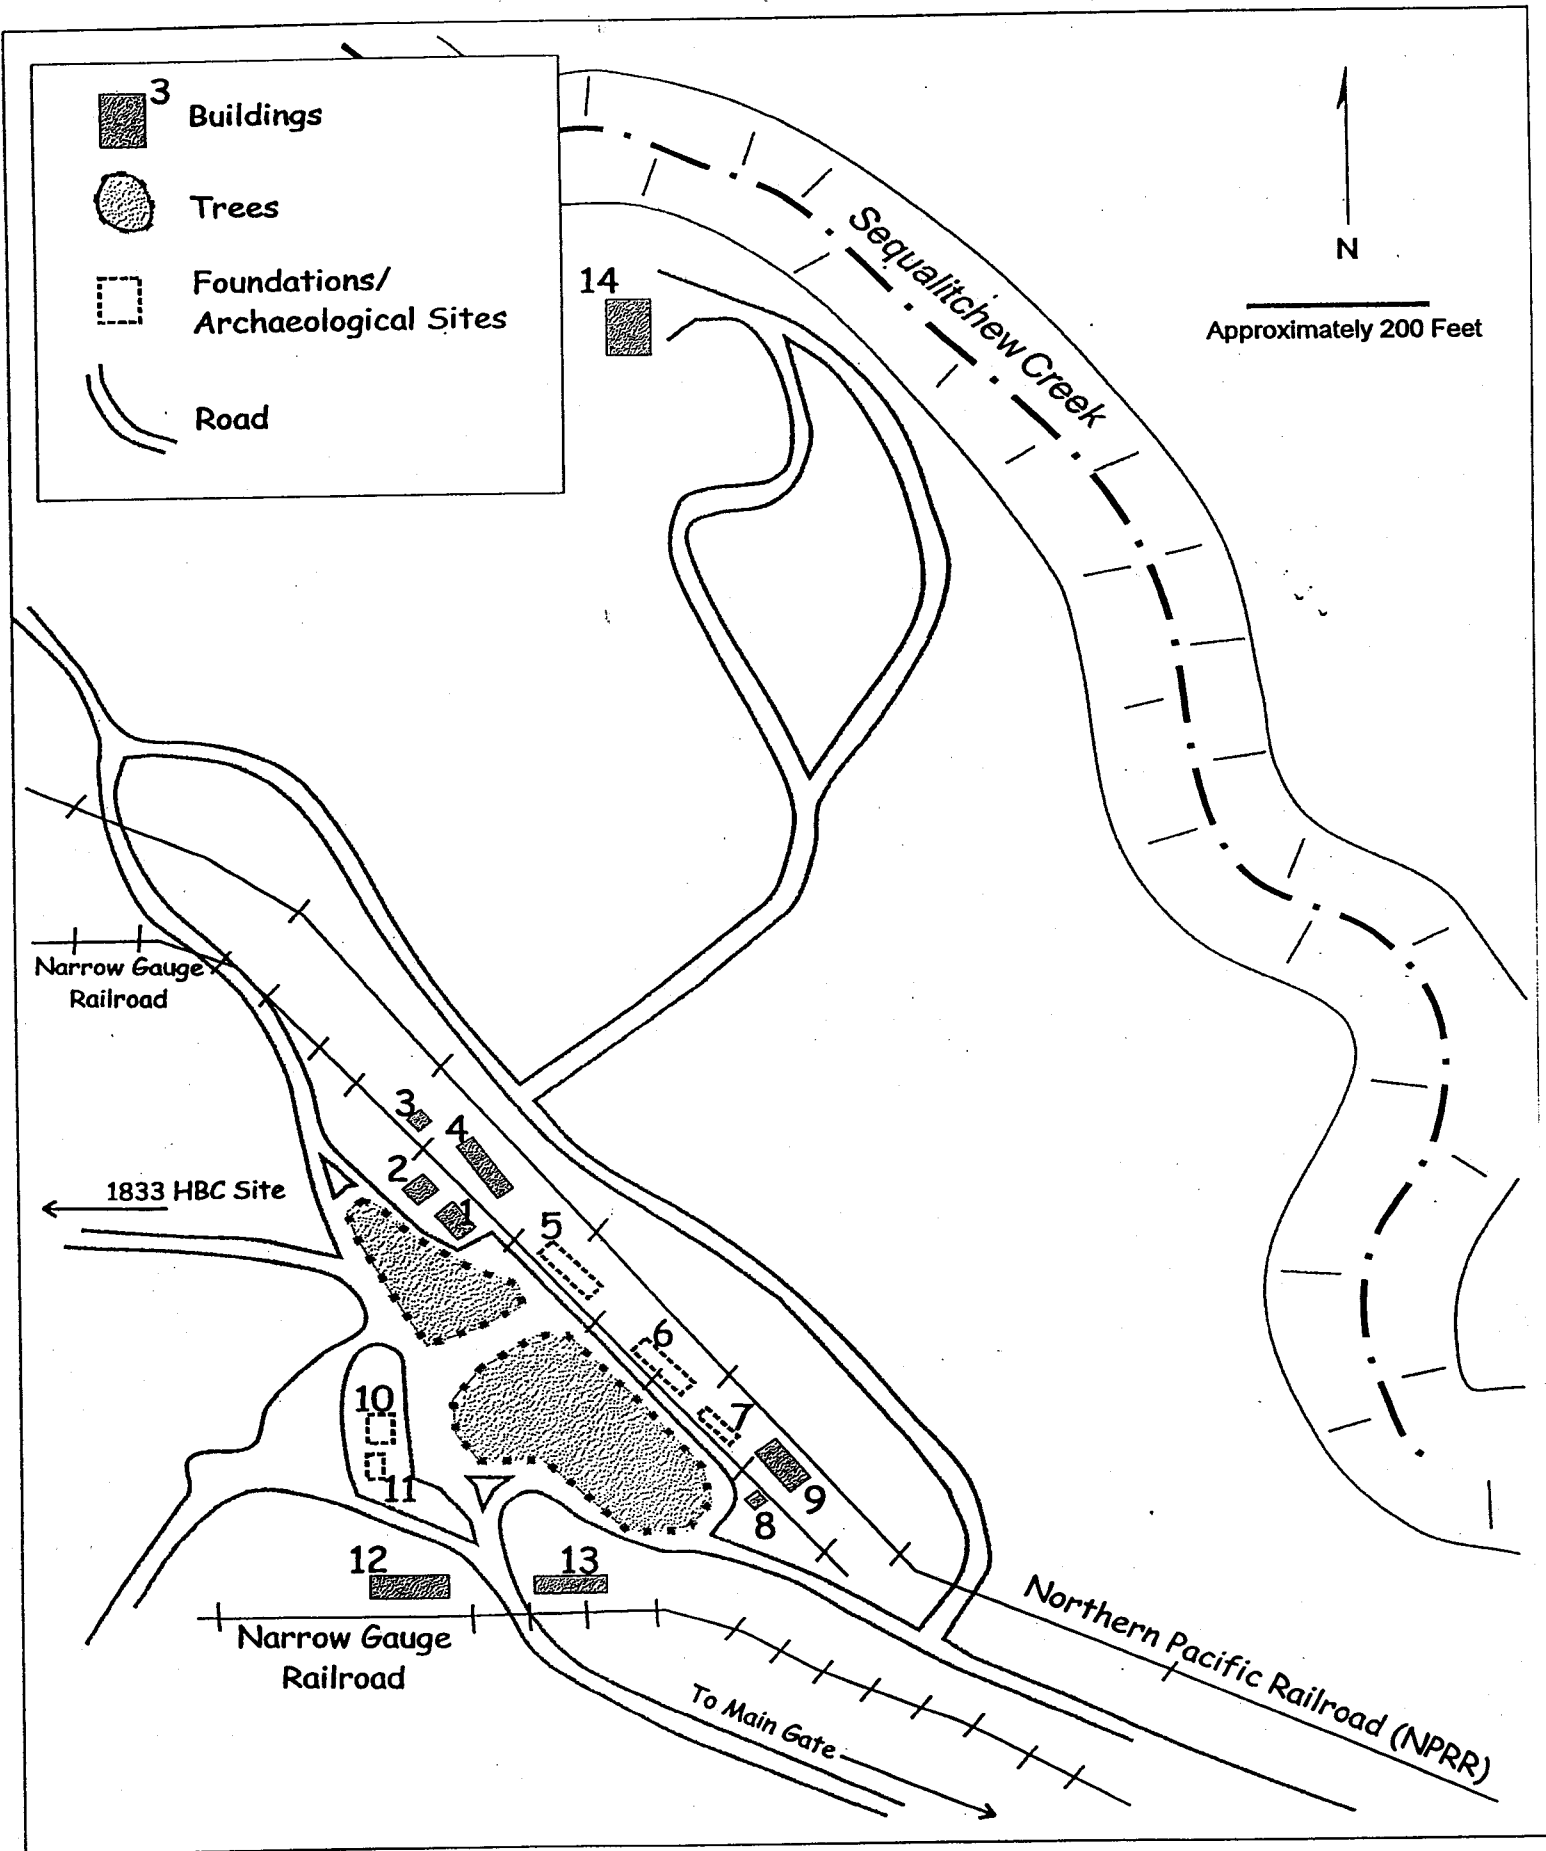 3
Buildings
Trees
Foundations/
Archaeological Sites
Road
Sequalitchew Creek
N
Approximately 200 Feet
14
Narrow Gauge
Railroad
3
4
2
1
1833 HBC Site
5
6
7
9
8
10
11
12
13
Narrow Gauge
Railroad
To Main Gate
Northern Pacific Railroad (NPRR)